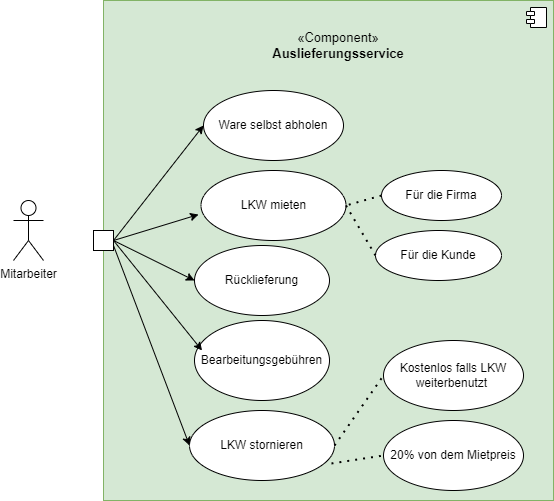 «Component»
Auslieferungsservice
Ware selbst abholen
LKW mieten
Für die Firma
Für die Kunde
Mitarbeiter
Rücklieferung
Bearbeitungsgebühren
Kostenlos falls LKW
weiterbenutzt
LKW stornieren
20% von dem Mietpreis